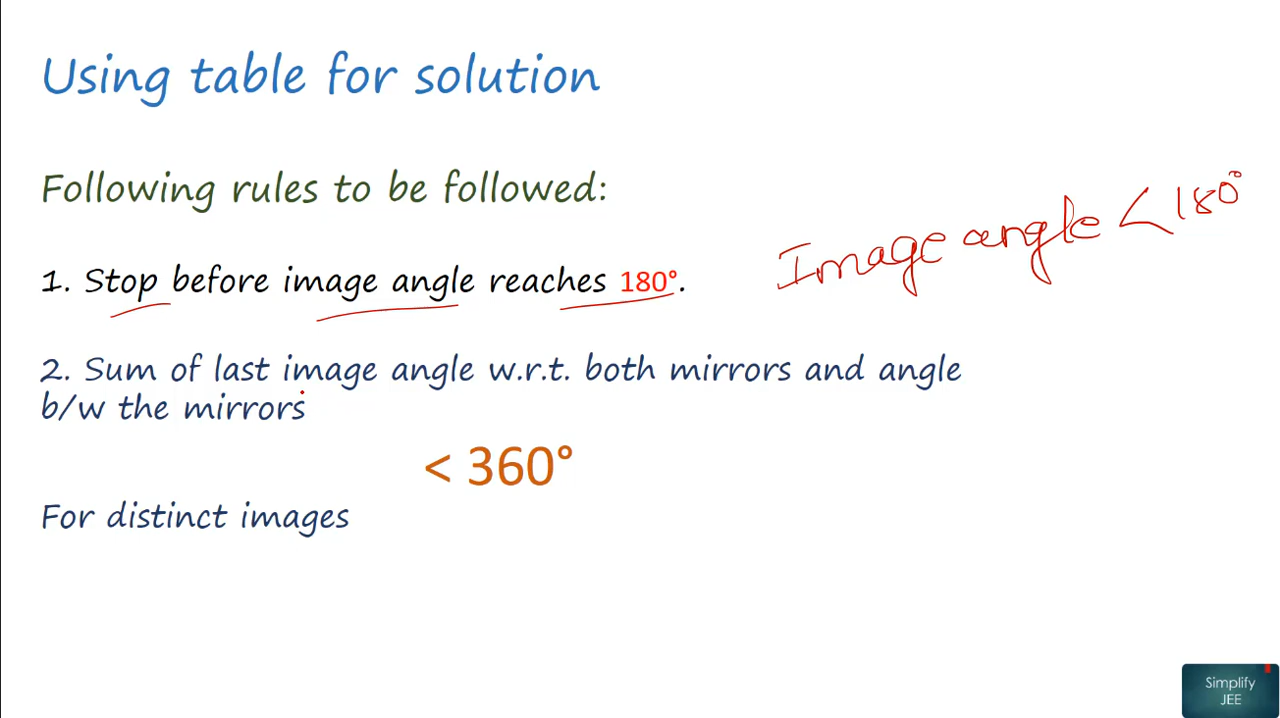 Using table for solution
Following rules to be followed:
Image angle < 180°
1. Stop before image angle reaches 180°.
2. Sum of last image angle w.r.t. both mirrors and angle
b/w the mirrors
< 360°
For distinct images
Simplify
JEE